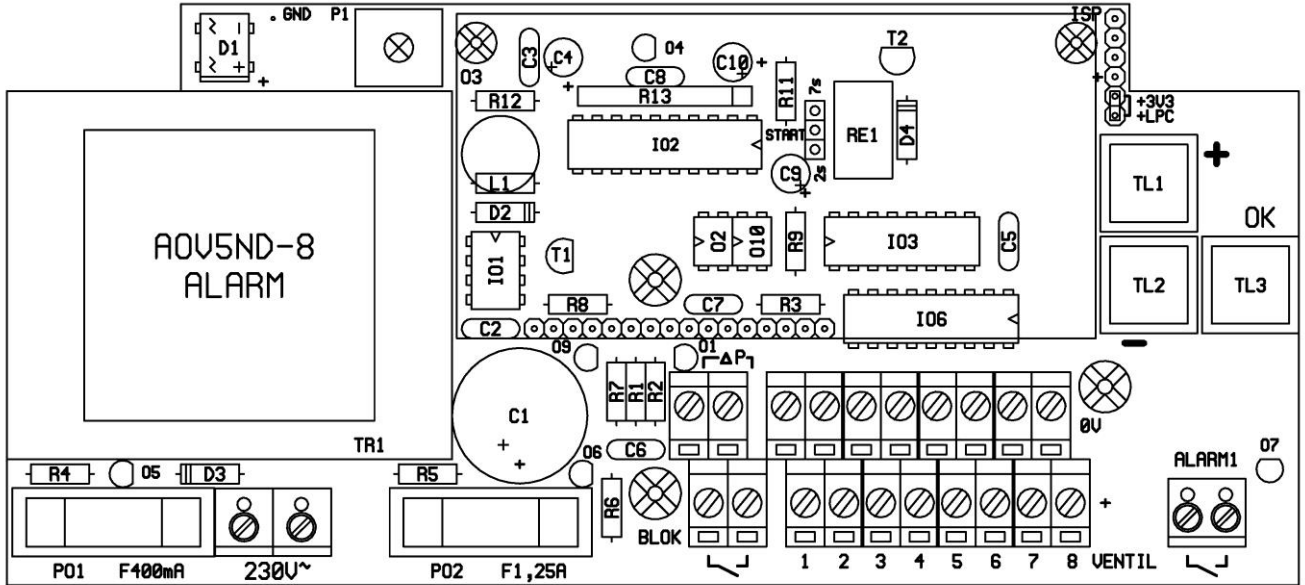 . GND P1
ISP
D1
+
C3
C4
+
O4
C10
+
T2
O3
C8
+
+
R12
R13
R11
7s
+3V3
+LPC
START
RE1
D4
IO2
C9
+
2s
L1
TL1
+
D2
OK
AOV5ND-8
ALARM
IO1
T1
O2
O10
R9
IO3
C5
TL2
TL3
R8
C7
R3
IO6
C2
-
O9
O1
ΔP
R7
R1
R2
C1
+
+
0V
TR1
O6
C6
O7
R4
O5
D3
R5
ALARM1
R6
+
BLOK
1 2 3 4 5 6 7 8 VENTIL
PO1 F400mA 230V~ PO2 F1,25A